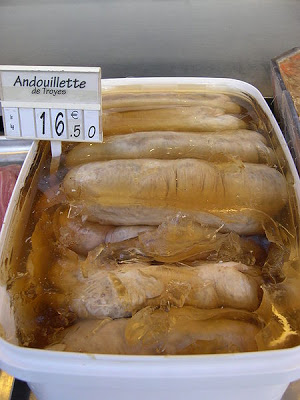 Andouillette
de Troyes
16 € 50